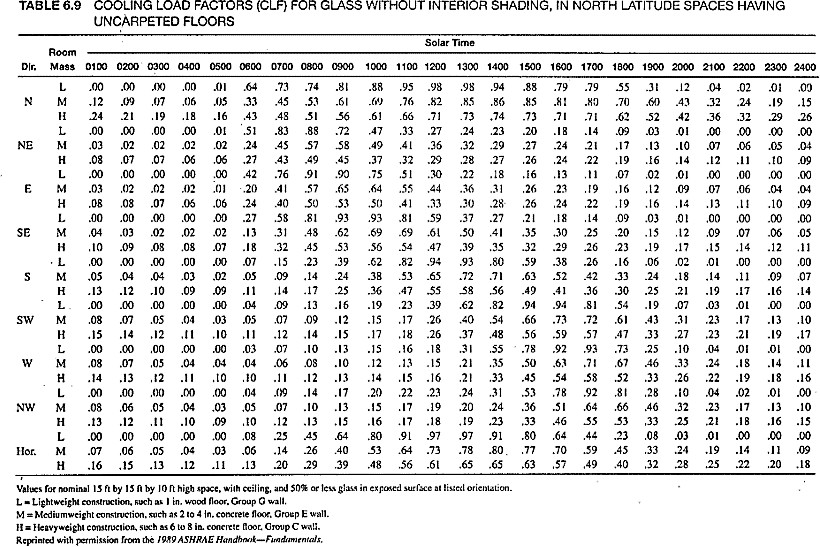 TABLE 6.9 COOLING LOAD FACTORS (CLF) FOR GLASS WITHOUT INTERIOR SHADING, IN NORTH LATITUDE SPACES HAVING
UNCARPETED FLOORS
Solar Time
Room
Dir. Mass 0100 0200 0300 0400 0500 0600 0700 0800 0900 1000 1100 1200 1300 1400 1500 1600 1700 1800 1900 2000 2100 2200 2300 2400
L .00 .00 .00 .00 .01 .64 .73 .74 .81 .88 .95 .98 .98 .94 .88 .79 .79 .55 .31 .12 .04 .02 .01 .00
N M .12 .09 .07 .06 .05 .33 .45 .53 .61 .69 .76 .82 .85 .86 .85 .81 .80 .70 .60 .43 .32 .24 .19 .15
H .24 .21 .19 .18 .16 .43 .48 .51 .56 .61 .66 .71 .73 .74 .73 .71 .71 .62 .52 .42 .36 .32 .29 .26
L .00 .00 .00 .00 .01 .51 .83 .88 .72 .47 .33 .27 .24 .23 .20 .18 .14 .09 .03 .01 .00 .00 .00 .00
NE M .03 .02 .02 .02 .02 .24 .45 .57 .58 .49 .41 .36 .32 .29 .27 .24 .21 .17 .13 .10 .07 .06 .05 .04
H .08 .07 .07 .06 .06 .27 .43 .49 .45 .37 .32 .29 .28 .27 .26 .24 .22 .19 .16 .14 .12 .11 .10 .09
L .00 .00 .00 .00 .00 .42 .76 .91 .90 .75 .51 .30 .22 .18 .16 .13 .11 .07 .02 .01 .00 .00 .00 .00
E M .03 .02 .02 .02 .01 .20 .41 .57 .65 .64 .55 .44 .36 .31 .26 .23 .19 .16 .12 .09 .07 .06 .04 .04
H .08 .08 .07 .06 .06 .24 .40 .50 .53 .50 .41 .33 .30 .28 .26 .24 .22 .19 .16 .14 .13 .11 .10 .09
L .00 .00 .00 .00 .00 .27 .58 .81 .93 .93 .81 .59 .37 .27 .21 .18 .14 .09 .03 .01 .00 .00 .00 .00
SE M .04 .03 .02 .02 .02 .13 .31 .48 .62 .69 .69 .61 .50 .41 .35 .30 .25 .20 .15 .12 .09 .07 .06 .05
H .10 .09 .08 .08 .07 .18 .32 .45 .53 .56 .54 .47 .39 .35 .32 .29 .26 .23 .19 .17 .15 .14 .12 .11
L .00 .00 .00 .00 .00 .07 .15 .23 .39 .62 .82 .94 .93 .80 .59 .38 .26 .16 .06 .02 .01 .00 .00 .00
S M .05 .04 .04 .03 .02 .05 .09 .14 .24 .38 .53 .65 .72 .71 .63 .52 .42 .33 .24 .18 .14 .11 .09 .07
H .13 .12 .10 .09 .09 .11 .14 .17 .25 .36 .47 .55 .58 .56 .49 .41 .36 .30 .25 .21 .19 .17 .16 .14
L .00 .00 .00 .00 .00 .04 .09 .13 .16 .19 .23 .39 .62 .82 .94 .94 .81 .54 .19 .07 .03 .01 .00 .00
SW M .08 .07 .05 .04 .03 .05 .07 .09 .12 .15 .17 .26 .40 .54 .66 .73 .72 .61 .43 .31 .23 .17 .13 .10
H .15 .14 .12 .11 .10 .11 .12 .14 .15 .17 .18 .26 .37 .48 .56 .59 .57 .47 .33 .27 .23 .21 .19 .17
L .00 .00 .00 .00 .00 .03 .07 .10 .13 .15 .16 .18 .31 .55 .78 .92 .93 .73 .25 .10 .04 .01 .01 .00
W M .08 .07 .05 .04 .04 .04 .06 .08 .10 .12 .13 .15 .21 .35 .50 .63 .71 .67 .46 .33 .24 .18 .14 .11
H .14 .13 .12 .11 .10 .10 .11 .12 .13 .14 .15 .16 .21 .33 .45 .54 .58 .52 .33 .26 .22 .19 .18 .16
L .00 .00 .00 .00 .00 .04 .09 .14 .17 .20 .22 .23 .24 .31 .53 .78 .92 .81 .28 .10 .04 .02 .01 .00
NW M .08 .06 .05 .04 .03 .05 .07 .10 .13 .15 .17 .19 .20 .24 .36 .51 .64 .66 .46 .32 .23 .17 .13 .10
H .13 .12 .11 .10 .09 .10 .12 .13 .15 .16 .17 .18 .19 .23 .33 .46 .55 .53 .33 .25 .21 .18 .16 .15
L .00 .00 .00 .00 .00 .08 .25 .45 .64 .80 .91 .97 .97 .91 .80 .64 .44 .23 .08 .03 .01 .00 .00 .00
Hor. M .07 .06 .05 .04 .03 .06 .14 .26 .40 .53 .64 .73 .78 .80 .77 .70 .59 .45 .33 .24 .19 .14 .11 .09
H .16 .15 .13 .12 .11 .13 .20 .29 .39 .48 .56 .61 .65 .65 .63 .57 .49 .40 .32 .28 .25 .22 .20 .18
Values for nominal 15 ft by 15 ft by 10 ft high space, with ceiling, and 50% or less glass in exposed surface at listed orientation.
L = Lightweight construction, such as 1 in. wood floor, Group G wall.
M = Mediumweight construction, such as 2 to 4 in. concrete floor, Group E wall.
H = Heavyweight construction, such as 6 to 8 in. concrete floor, Group C wall.
Reprinted with permission from the 1989 ASHRAE Handbook—Fundamentals.